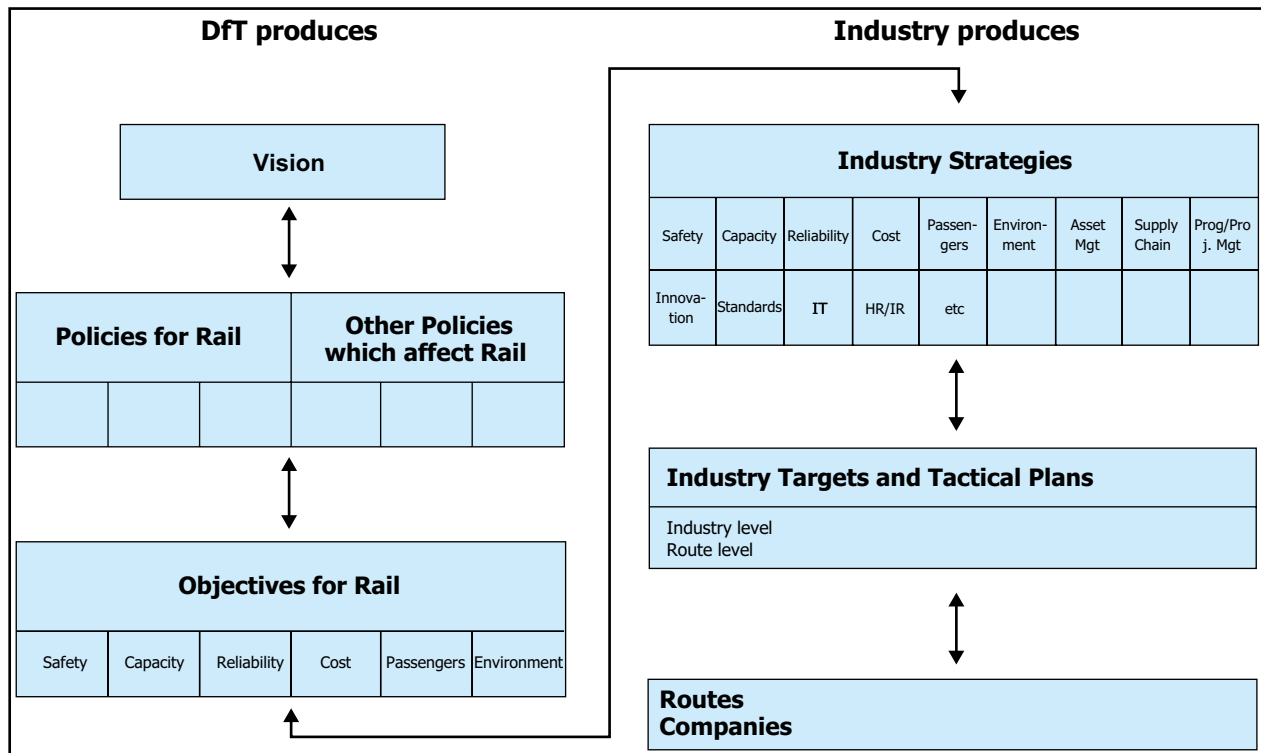 DfT produces
Vision
Policies for Rail
Other Policies
which affect Rail
Objectives for Rail
Safety
Capacity
Reliability
Cost
Passengers
Environment
Industry produces
Industry Strategies
Safety
Capacity
Reliability
Cost
Passen-
gers
Environ-
ment
Asset
Mgt
Supply
Chain
Prog/Pro
j. Mgt
Innova-
tion
Standards
IT
HR/IR
etc
Industry Targets and Tactical Plans
Industry level
Route level
Routes
Companies